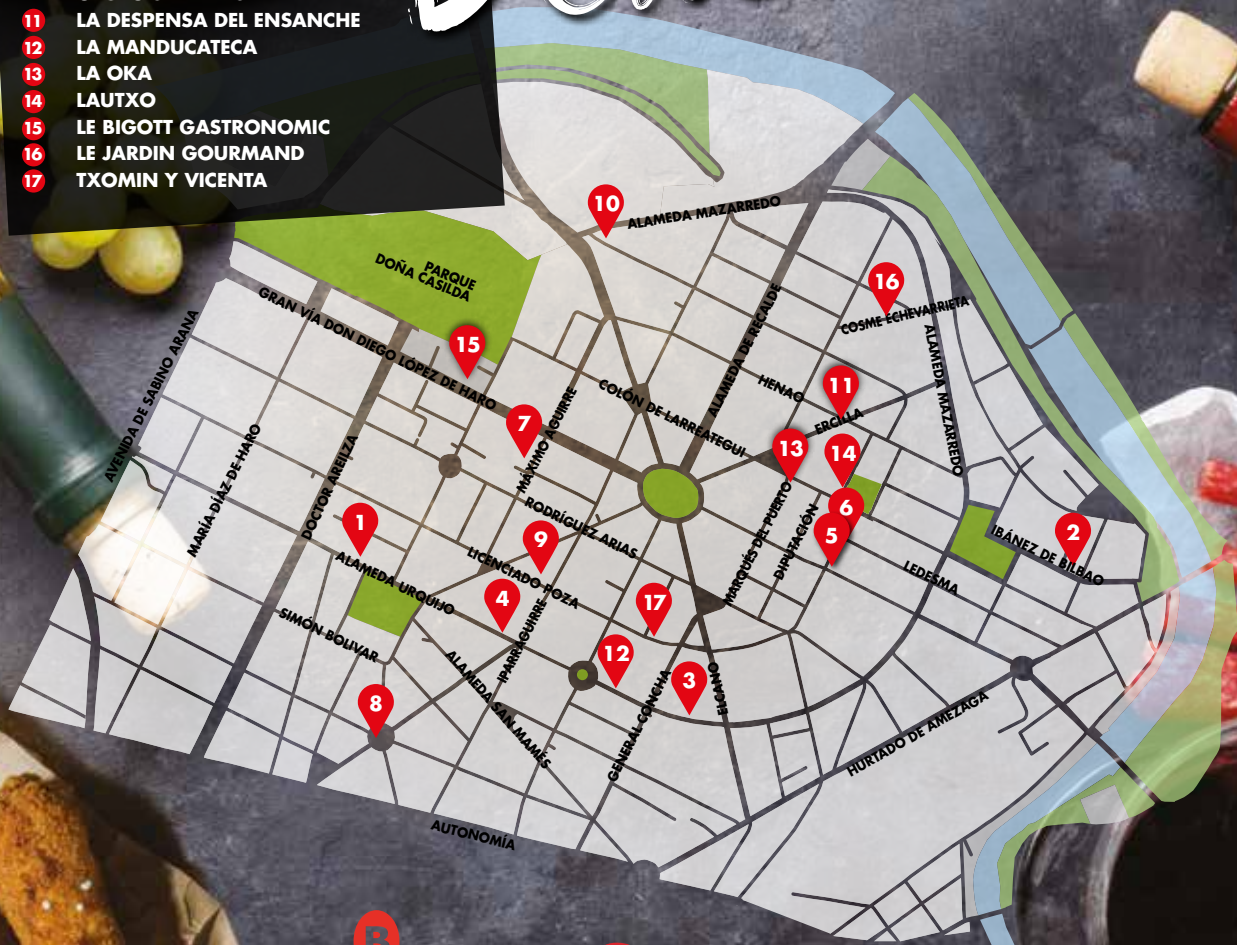 11 LA DESPENSA DEL ENSANCHE
12 LA MANDUCATECA
13 LA OKA
14 LAUTXO
15 LE BIGOTT GASTRONOMIC
16 LE JARDIN GOURMAND
17 TXOMIN Y VICENTA
10
ALAMEDA MAZARREDO
PARQUE
DOÑA CASILDA
16
COSME ECHEVARRIETA
GRAN VÍA DON DIEGO LÓPEZ DE HARO
15
AVENIDA DE SABINO ARANA
ALAMEDA DE RECALDE
ALAMEDA MAZARREDO
HENAO
11
ERCILLA
COLÓN DE LARREATEGUI
7
MÁXIMO AGUIRRE
13
14
MARÍA DÍAZ DE HARO
DOCTOR AREILZA
RODRÍGUEZ ARIAS
MARQUÉS DEL PUERTO
DIPUTACIÓN
6
5
1
9
2
IBÁNEZ DE BILBAO
LEDESMA
ALAMEDA URQUIJO
LICENCIADO POZA
4
17
IPARRAGUIRRE
SIMÓN BOLIVAR
12
3
ELCANO
ALAMEDA SAN MAMÉS
GENERAL CONCHA
8
HURTADO DE AMEZAGA
AUTONOMÍA
B